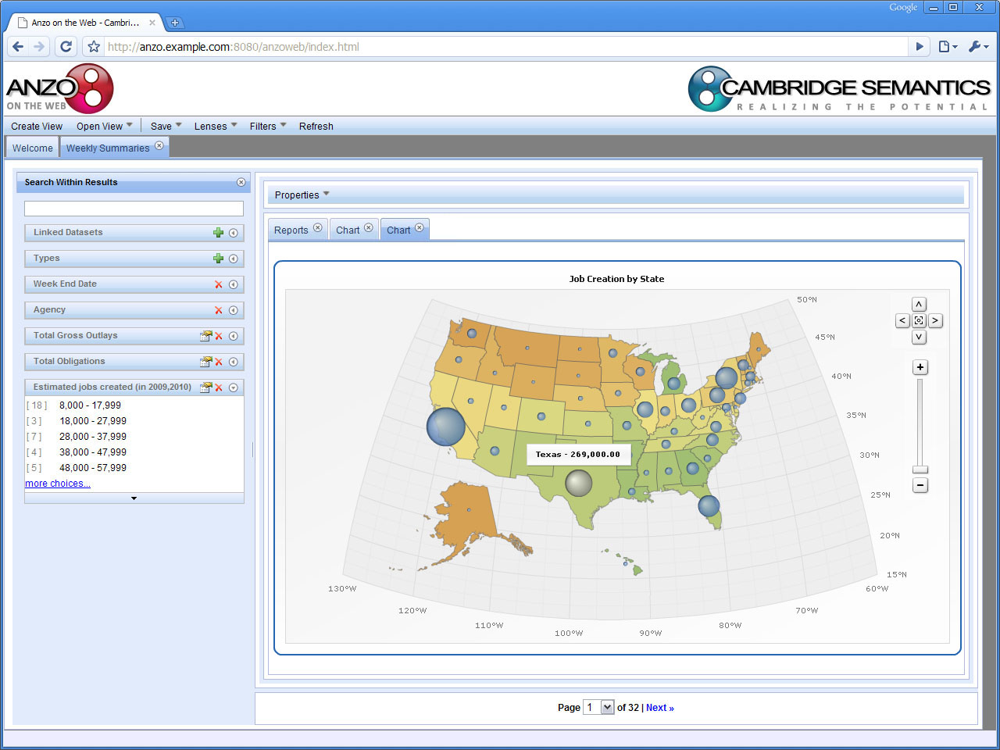 Google
Anzo on the Web - Cambri...
http://anzo.example.com:8080/anzoweb/index.html
ANZO
ON THE WEB
CAMBRIDGE SEMANTICS
REALIZING THE POTENTIAL
Create View Open View Save Lenses Filters Refresh
Welcome Weekly Summaries
Search Within Results
Linked Datasets
Types
Week End Date
Agency
Total Gross Outlays
Total Obligations
Estimated jobs created (in 2009,2010)
[ 18 ] 8,000 - 17,999
[ 3 ] 18,000 - 27,999
[ 7 ] 28,000 - 37,999
[ 4 ] 38,000 - 47,999
[ 5 ] 48,000 - 57,999
more choices...
Properties
Reports Chart Chart
Job Creation by State
50°N
45°N
40°N
35°N
30°N
25°N
20°N
15°N
Texas - 269,000.00
130°W
120°W
110°W
100°W
90°W
80°W
70°W
60°W
Page 1 of 32 | Next »